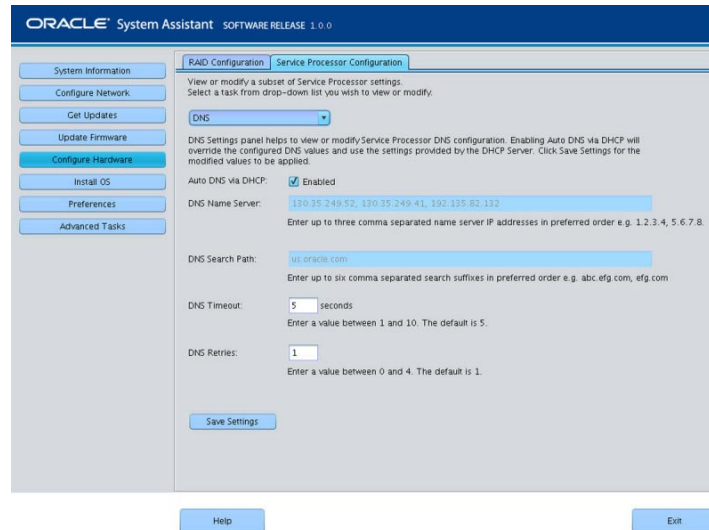 ORACLE System Assistant SOFTWARE RELEASE 1.0.0
System Information
Configure Network
Get Updates
Update Firmware
Configure Hardware
Install OS
Preferences
Advanced Tasks
RAID Configuration
Service Processor Configuration
View or modify a subset of Service Processor settings.
Select a task from drop-down list you wish to view or modify.
DNS
DNS Settings panel helps to view or modify Service Processor DNS configuration. Enabling Auto DNS via DHCP will
override the configured DNS values and use the settings provided by the DHCP Server. Click Save Settings for the
modified values to be applied.
Auto DNS via DHCP: Enabled
DNS Name Server: 130.35.249.52, 130.35.249.41, 192.135.82.132
Enter up to three comma separated name server IP addresses in preferred order e.g. 1.2.3.4, 5.6.7.8.
DNS Search Path: us.oracle.com
Enter up to six comma separated search suffixes in preferred order e.g. abc.efg.com, efg.com
DNS Timeout: 5 seconds
Enter a value between 1 and 10. The default is 5.
DNS Retries: 1
Enter a value between 0 and 4. The default is 1.
Save Settings
Help
Exit